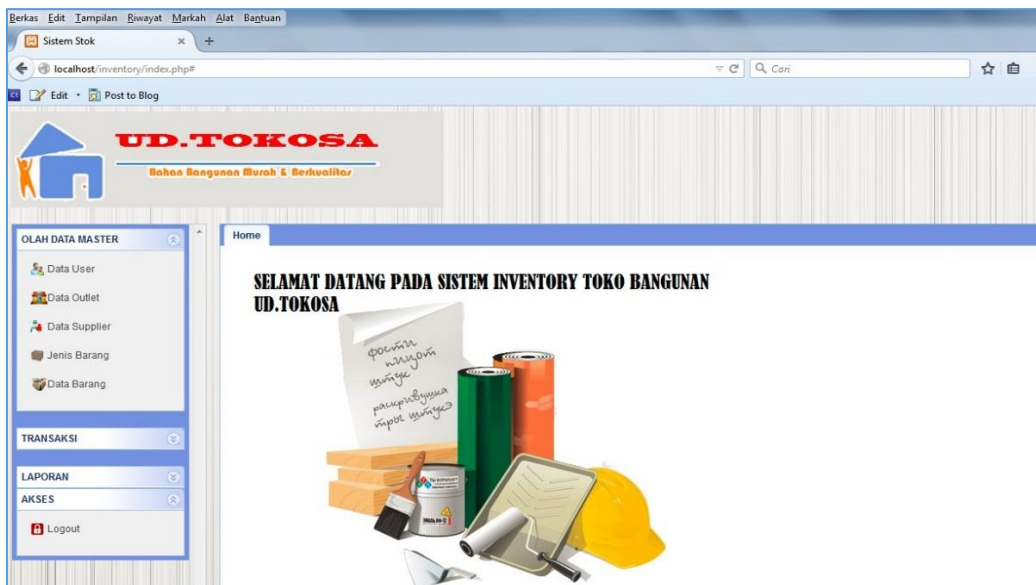 Berkas Edit Tampilan Riwayat Markah Alat Bantuan
Sistem Stok
localhost/inventory/index.php#
Cari
Edit
Post to Blog
UD.TOKOSA
Bahan Bangunan Murah & Berkualitas
OLAH DATA MASTER
Data User
Data Outlet
Data Supplier
Jenis Barang
Data Barang
TRANSAKSI
LAPORAN
AKSES
Logout
Home
SELAMAT DATANG PADA SISTEM INVENTORY TOKO BANGUNAN
UD.TOKOSA